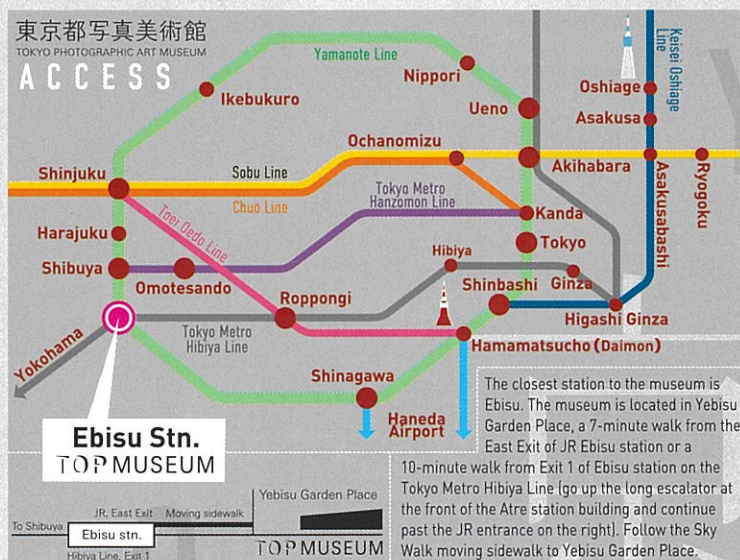 東京都写真美術館
TOKYO PHOTOGRAPHIC ART MUSEUM
ACCESS
Yamanote Line
Keisei Oshiage
Line
Nippori
Ikebukuro
Ueno
Oshiage
Asakusa
Ochanomizu
Shinjuku
Sobu Line
Akihabara
Asakusabashi
Ryogoku
Chuo Line
Tokyo Metro
Hanzomon Line
Toei Oedo Line
Kanda
Harajuku
Tokyo
Shibuya
Omotesando
Hibiya
Ginza
Roppongi
Shinbashi
Higashi Ginza
Tokyo Metro
Hibiya Line
Yokohama
Hamamatsucho (Daimon)
Shinagawa
Haneda
Airport
Ebisu Stn.
TOP MUSEUM
The closest station to the museum is
Ebisu. The museum is located in Yebisu
Garden Place, a 7-minute walk from the
East Exit of JR Ebisu station or a
10-minute walk from Exit 1 of Ebisu station on the
Tokyo Metro Hibiya Line (go up the long escalator at
the front of the Atre station building and continue
past the JR entrance on the right). Follow the Sky
Walk moving sidewalk to Yebisu Garden Place.
Yebisu Garden Place
JR, East Exit
Moving sidewalk
To Shibuya
Ebisu stn.
Hibiya Line, Exit 1
TOP MUSEUM